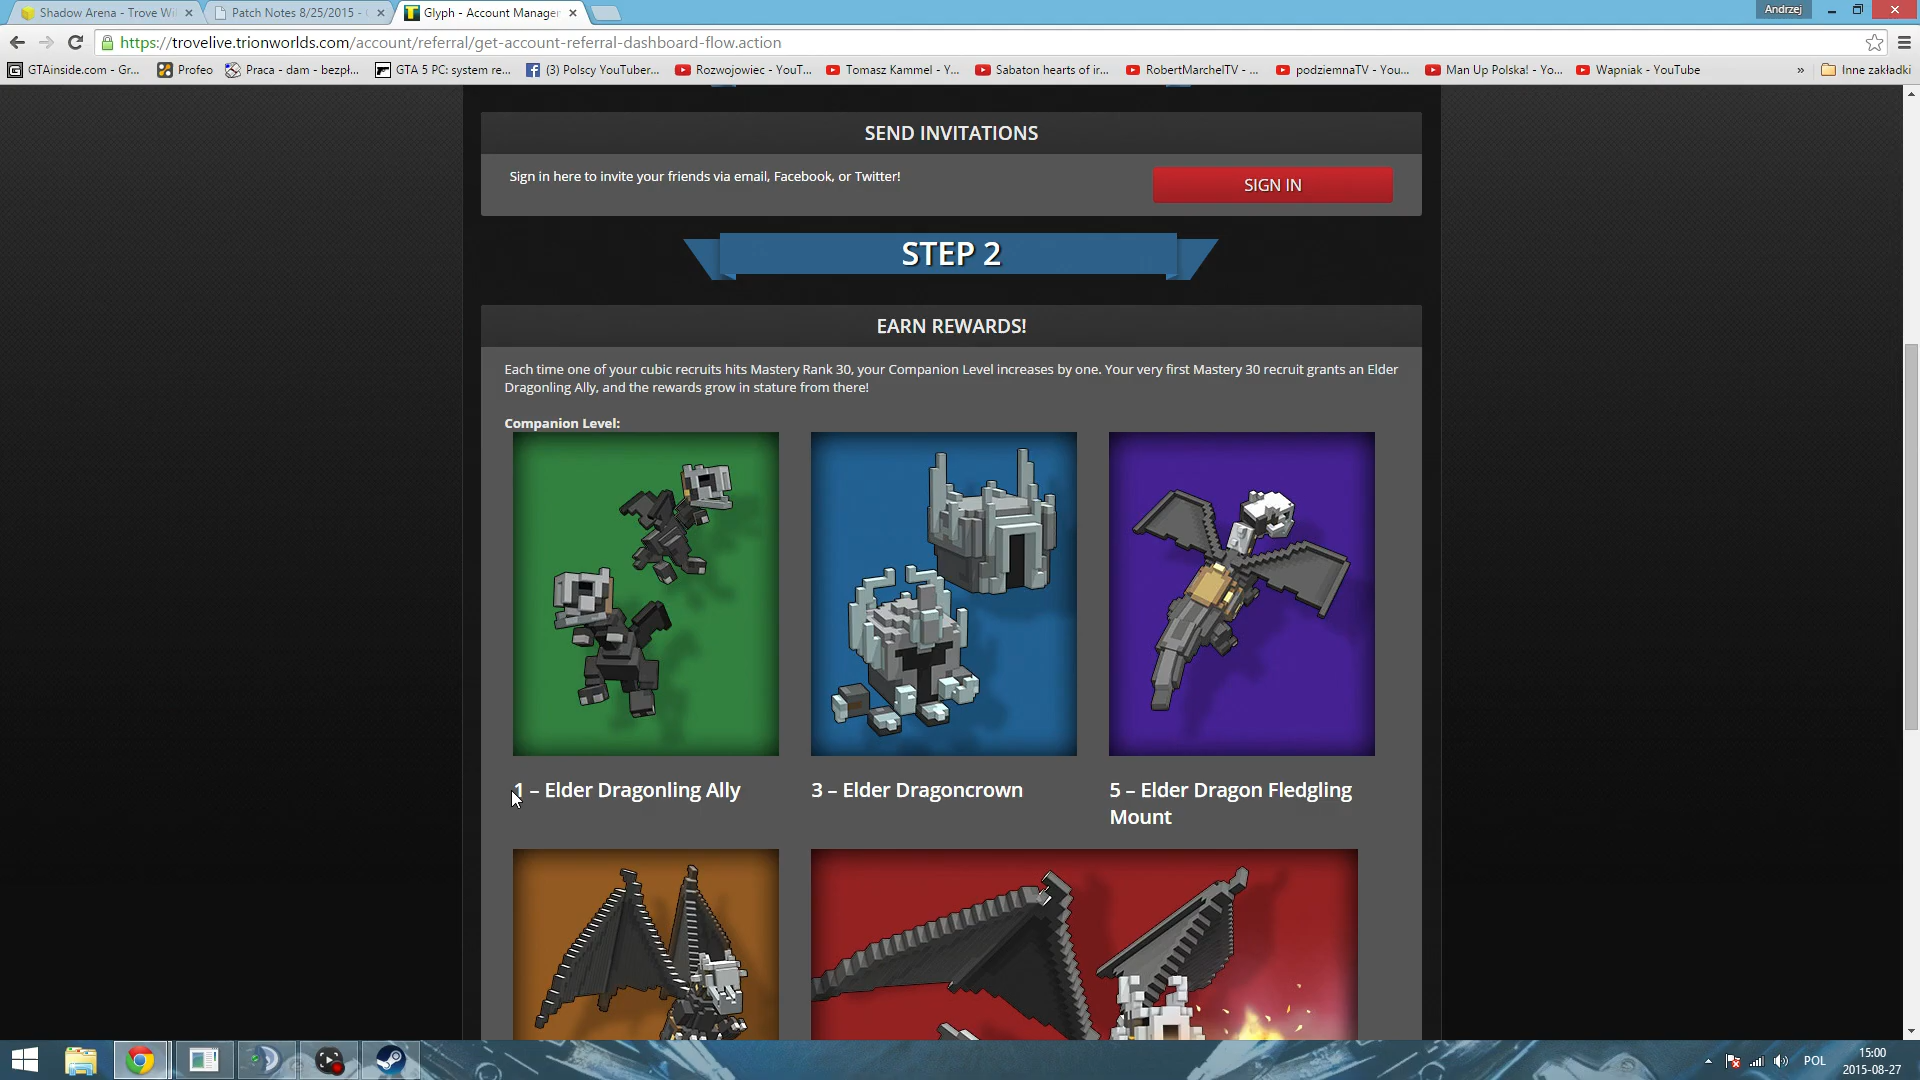 Shadow Arena - Trove Wi
Patch Notes 8/25/2015 -
Glyph - Account Manager
Andrzej
https://trovelive.trionworlds.com/account/referral/get-account-referral-dashboard-flow.action
GTAinside.com - Gr...
Profeo
Praca - dam - bezpł...
GTA 5 PC: system re...
(3) Polscy YouTuber...
Rozwojowiec - YouT...
Tomasz Kammel - Y...
Sabaton hearts of ir...
RobertMarchelTV - ...
podziemnaTV - You...
Man Up Polska! - Yo...
Wapniak - YouTube
»
Inne zakładki
SEND INVITATIONS
Sign in here to invite your friends via email, Facebook, or Twitter!
SIGN IN
STEP 2
EARN REWARDS!
Each time one of your cubic recruits hits Mastery Rank 30, your Companion Level increases by one. Your very first Mastery 30 recruit grants an Elder
Dragonling Ally, and the rewards grow in stature from there!
Companion Level:
1 – Elder Dragonling Ally
3 – Elder Dragoncrown
5 – Elder Dragon Fledgling
Mount
POL
15:00
2015-08-27